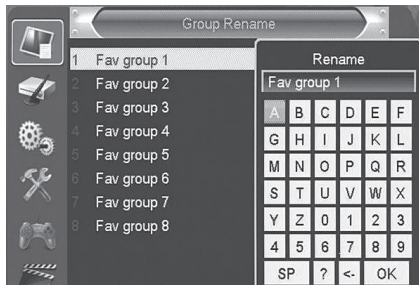 Group Rename
1 Fav group 1
2 Fav group 2
3 Fav group 3
4 Fav group 4
5 Fav group 5
6 Fav group 6
7 Fav group 7
8 Fav group 8
Rename
Fav group 1
A B C D E F
G H I J K L
M N O P Q R
S T U V W X
Y Z 0 1 2 3
4 5 6 7 8 9
SP ? <- OK